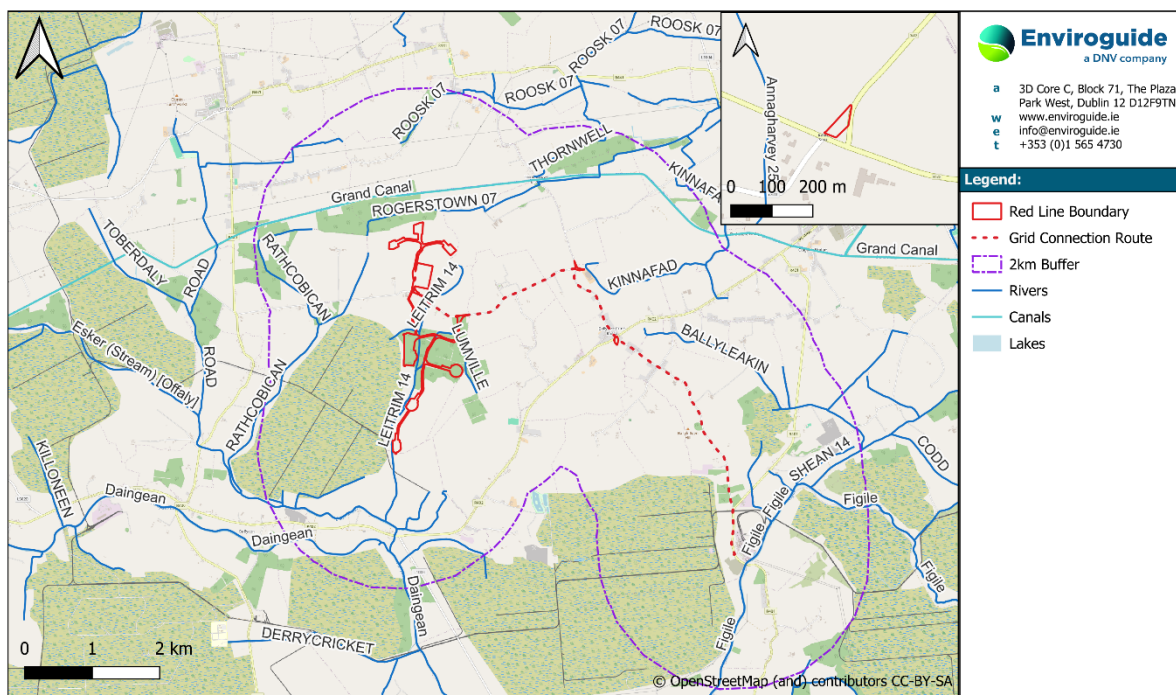 ROOSK 07
ROOSK 07
ROOSK 07
ROOSK 07
THORNWELL
Grand Canal
ROGERSTOWN 07
KINNAFAD
Grand Canal
TOBERDALY
ROAD
RATHCOBICAN
LEITRIM 14
KINNAFAD
LUMVILLE
BALLYLEAKIN
Esker (Stream) [Offaly]
ROAD
RATHCOBICAN
LEITRIM 14
KILLONEEN
SHEAN 14
CODD
Figile
Figile
Figile
Daingean
Daingean
Daingean
Figile
Figile
DERRYCRICKET
0 1 2 km
© OpenStreetMap (and) contributors CC-BY-SA
Annagharvey 25
0 100 200 m
Enviroguide
a DNV company
a 3D Core C, Block 71, The Plaza
Park West, Dublin 12 D12F9TN
w www.enviroguide.ie
e info@enviroguide.ie
t +353 (0)1 565 4730
Legend:
Red Line Boundary
Grid Connection Route
2km Buffer
Rivers
Canals
Lakes